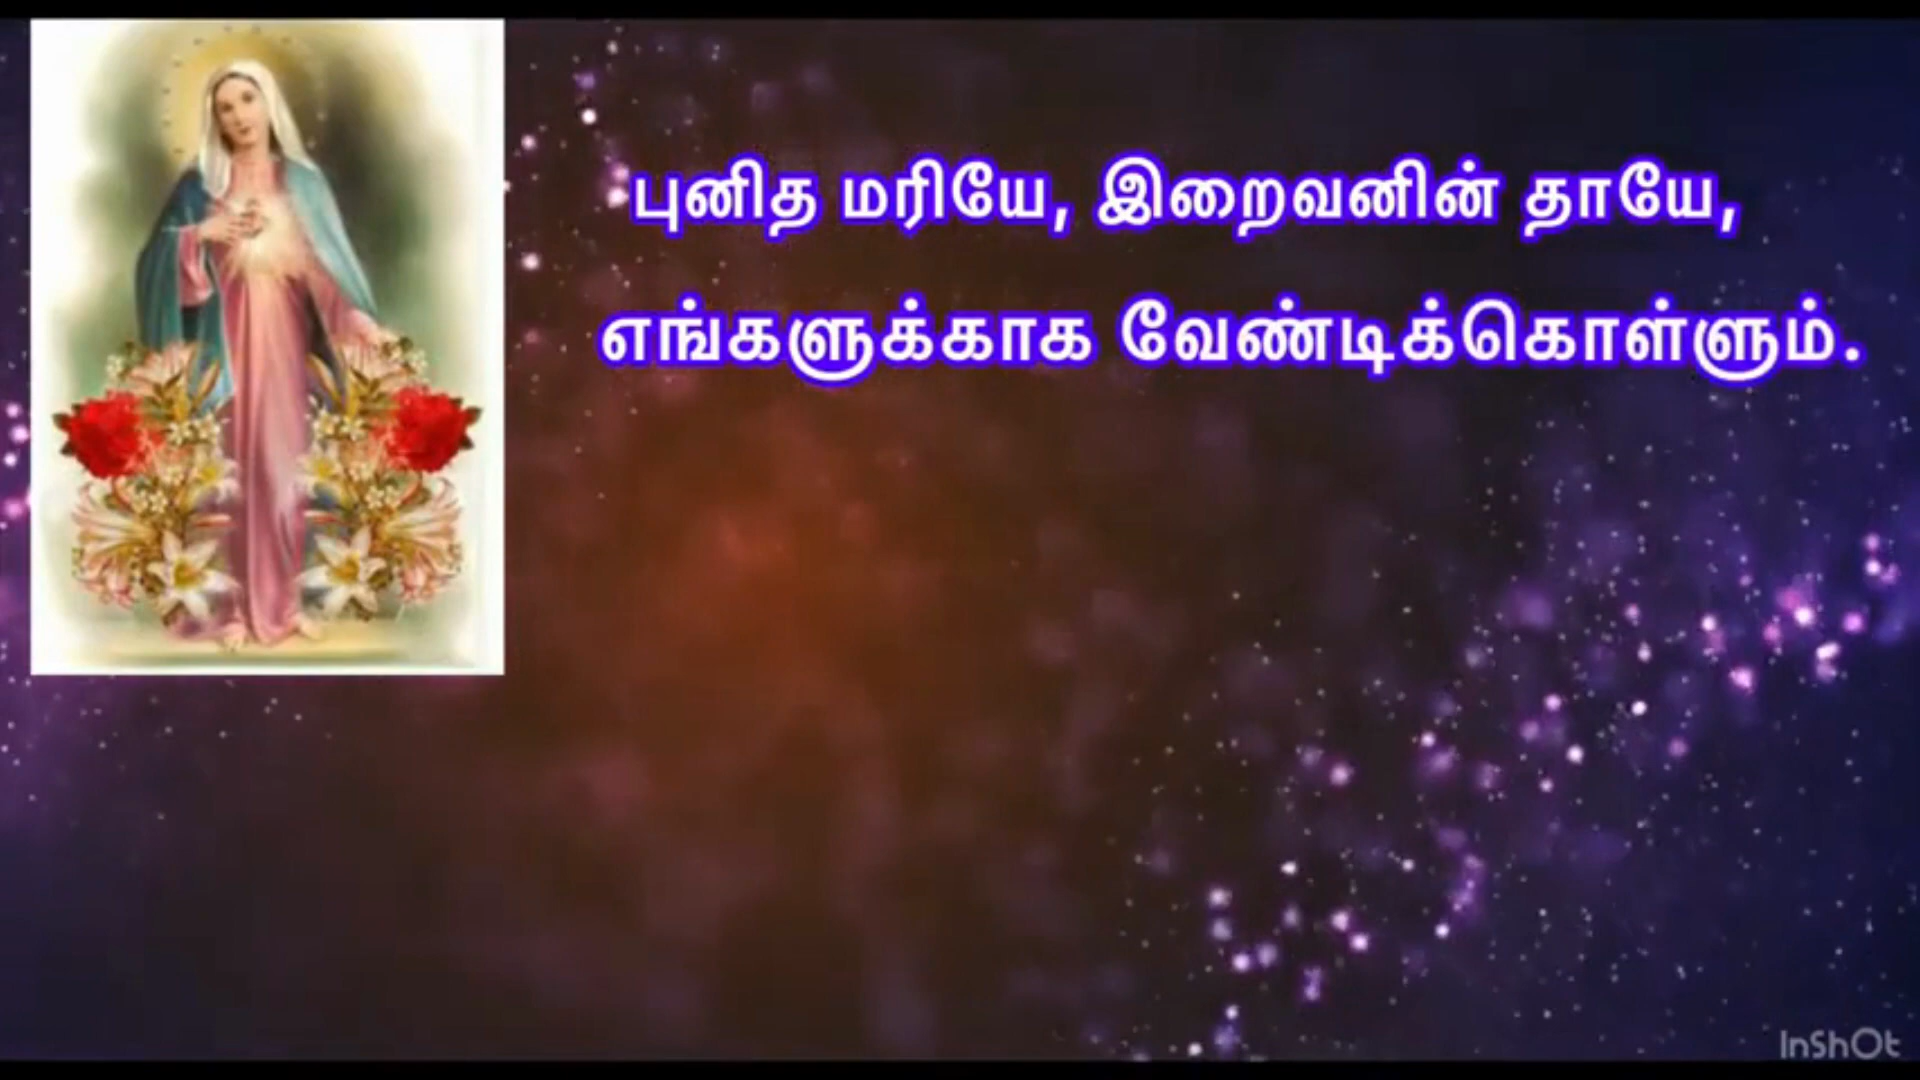 புனித மரியே, இறைவனின் தாயே,
எங்களுக்காக வேண்டிக்கொள்ளும்.
InShOt